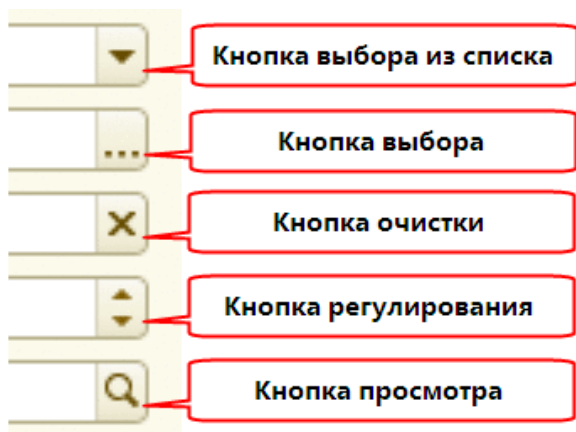 Кнопка выбора из списка
Кнопка выбора
Кнопка очистки
Кнопка регулирования
Кнопка просмотра